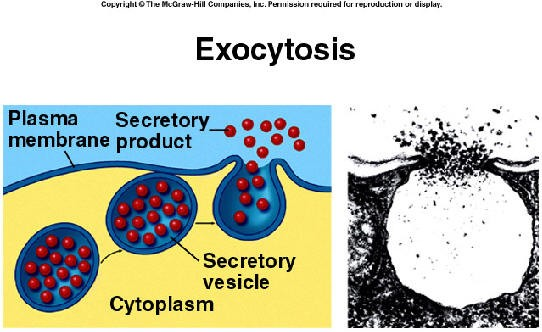 Copyright © The McGraw-Hill Companies, Inc. Permission required for reproduction or display.
Exocytosis
Plasma
membrane
Secretory
product
Secretory
vesicle
Cytoplasm